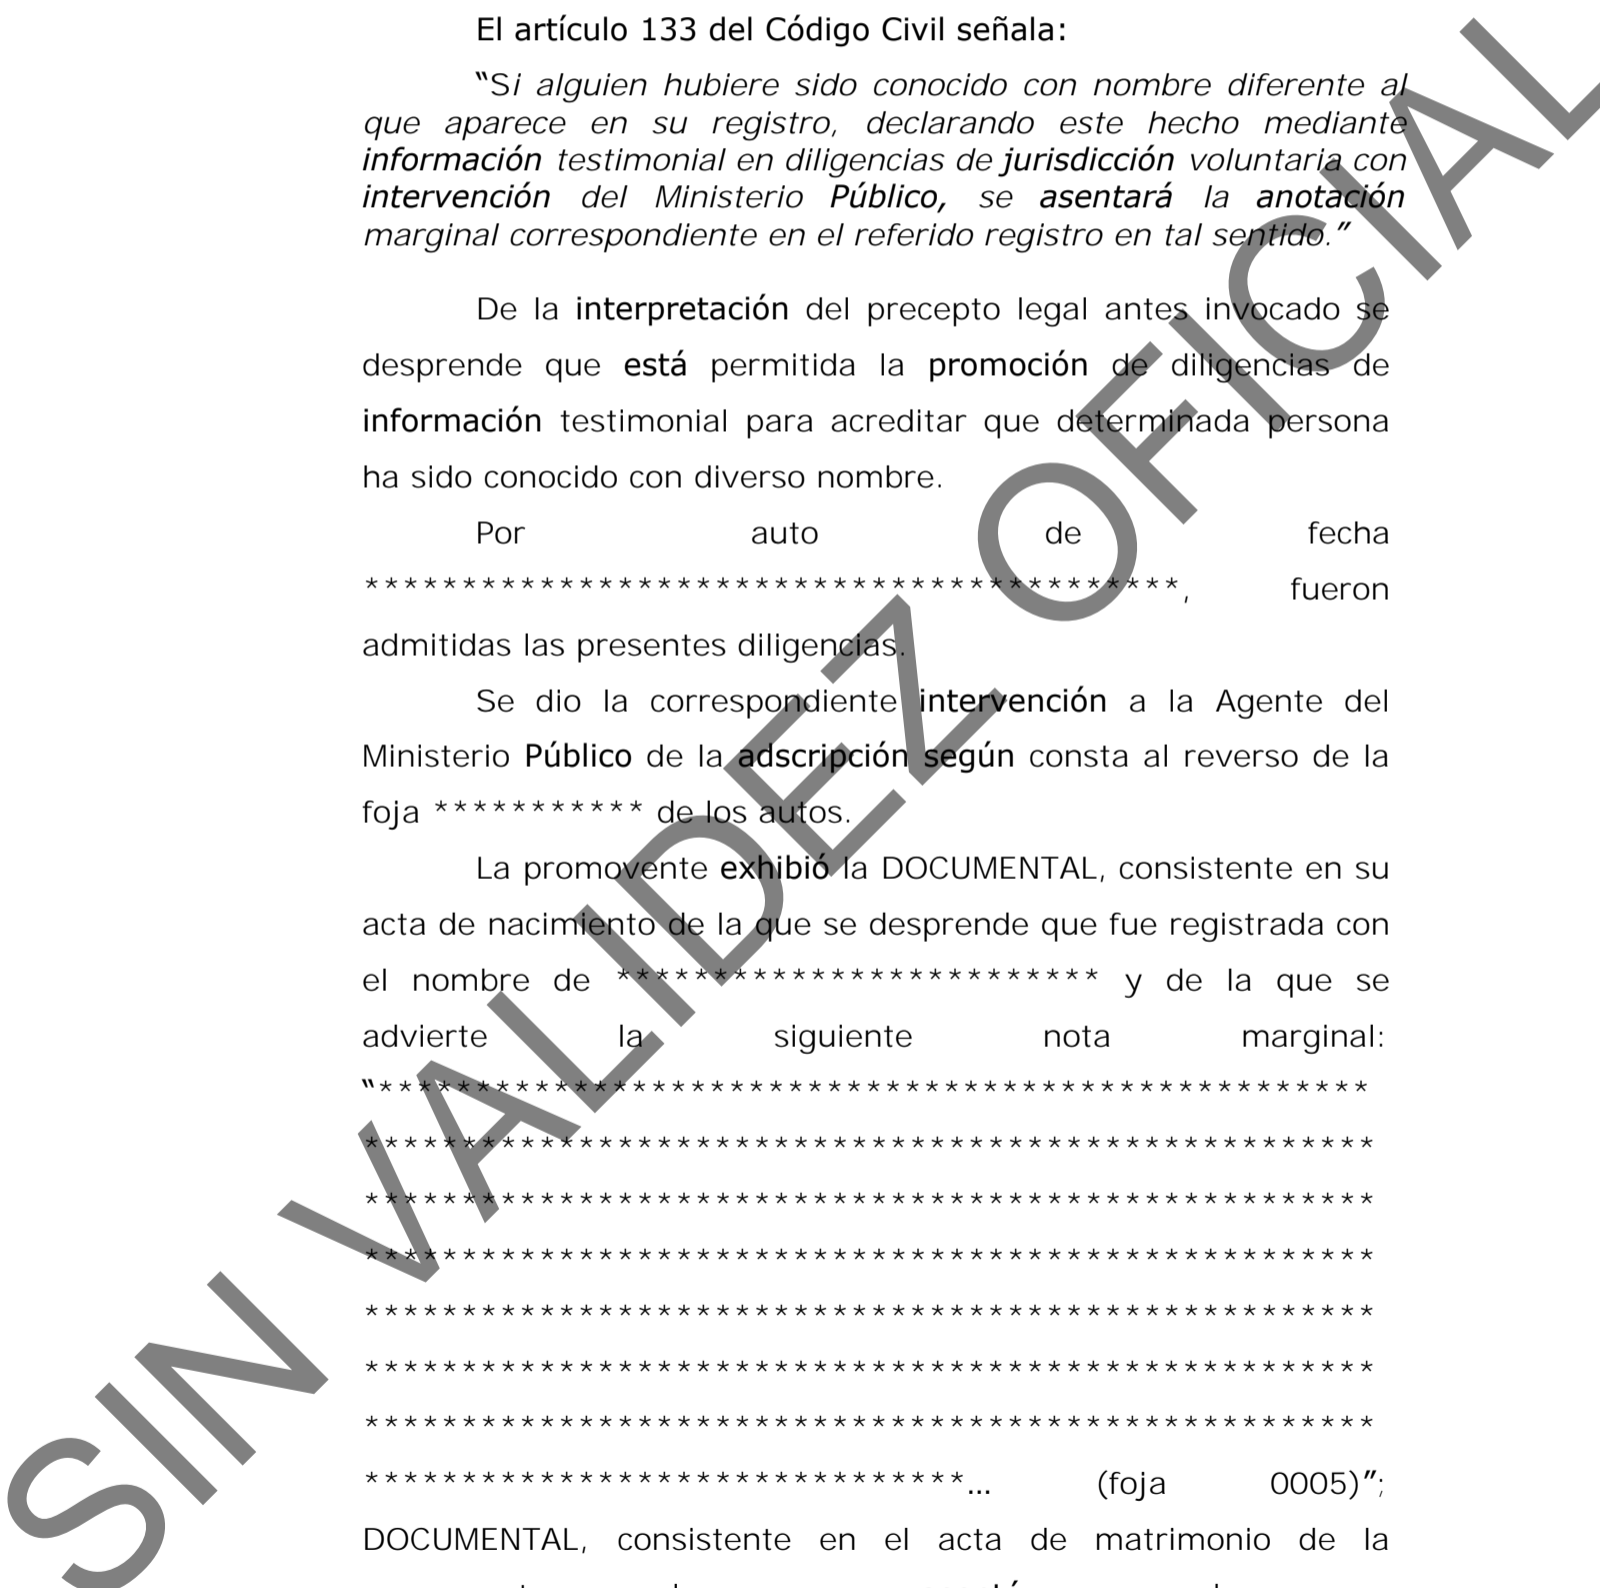 El artículo 133 del Código Civil señala:
“Si alguien hubiere sido conocido con nombre diferente al
que aparece en su registro, declarando este hecho mediante
información testimonial en diligencias de jurisdicción voluntaria con
intervención del Ministerio Público, se asentará la anotación
marginal correspondiente en el referido registro en tal sentido.”
De la interpretación del precepto legal antes invocado se
desprende que está permitida la promoción de diligencias de
información testimonial para acreditar que determinada persona
ha sido conocido con diverso nombre.
Por auto de fecha
******************************************, fueron
admitidas las presentes diligencias.
Se dio la correspondiente intervención a la Agente del
Ministerio Público de la adscripción según consta al reverso de la
foja *********** de los autos.
La promovente exhibió la DOCUMENTAL, consistente en su
acta de nacimiento de la que se desprende que fue registrada con
el nombre de ************************* y de la que se
advierte la siguiente nota marginal:
“***************************************************
****************************************************
****************************************************
****************************************************
****************************************************
****************************************************
****************************************************
*******************************… (foja 0005)”;
DOCUMENTAL, consistente en el acta de matrimonio de la
SIN VALIDEZ OFICIAL